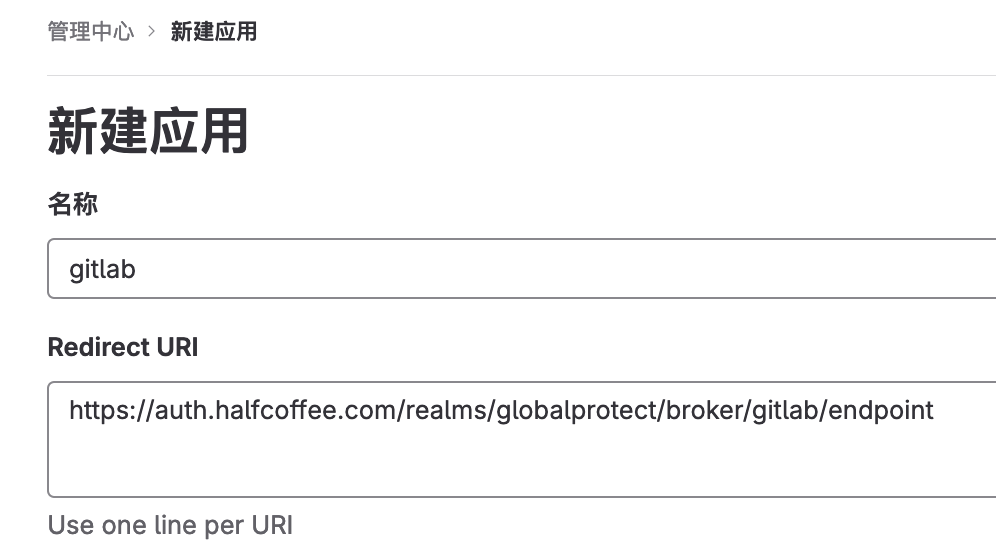 管理中心 > 新建应用
新建应用
名称
gitlab
Redirect URI
https://auth.halfcoffee.com/realms/globalprotect/broker/gitlab/endpoint
Use one line per URI